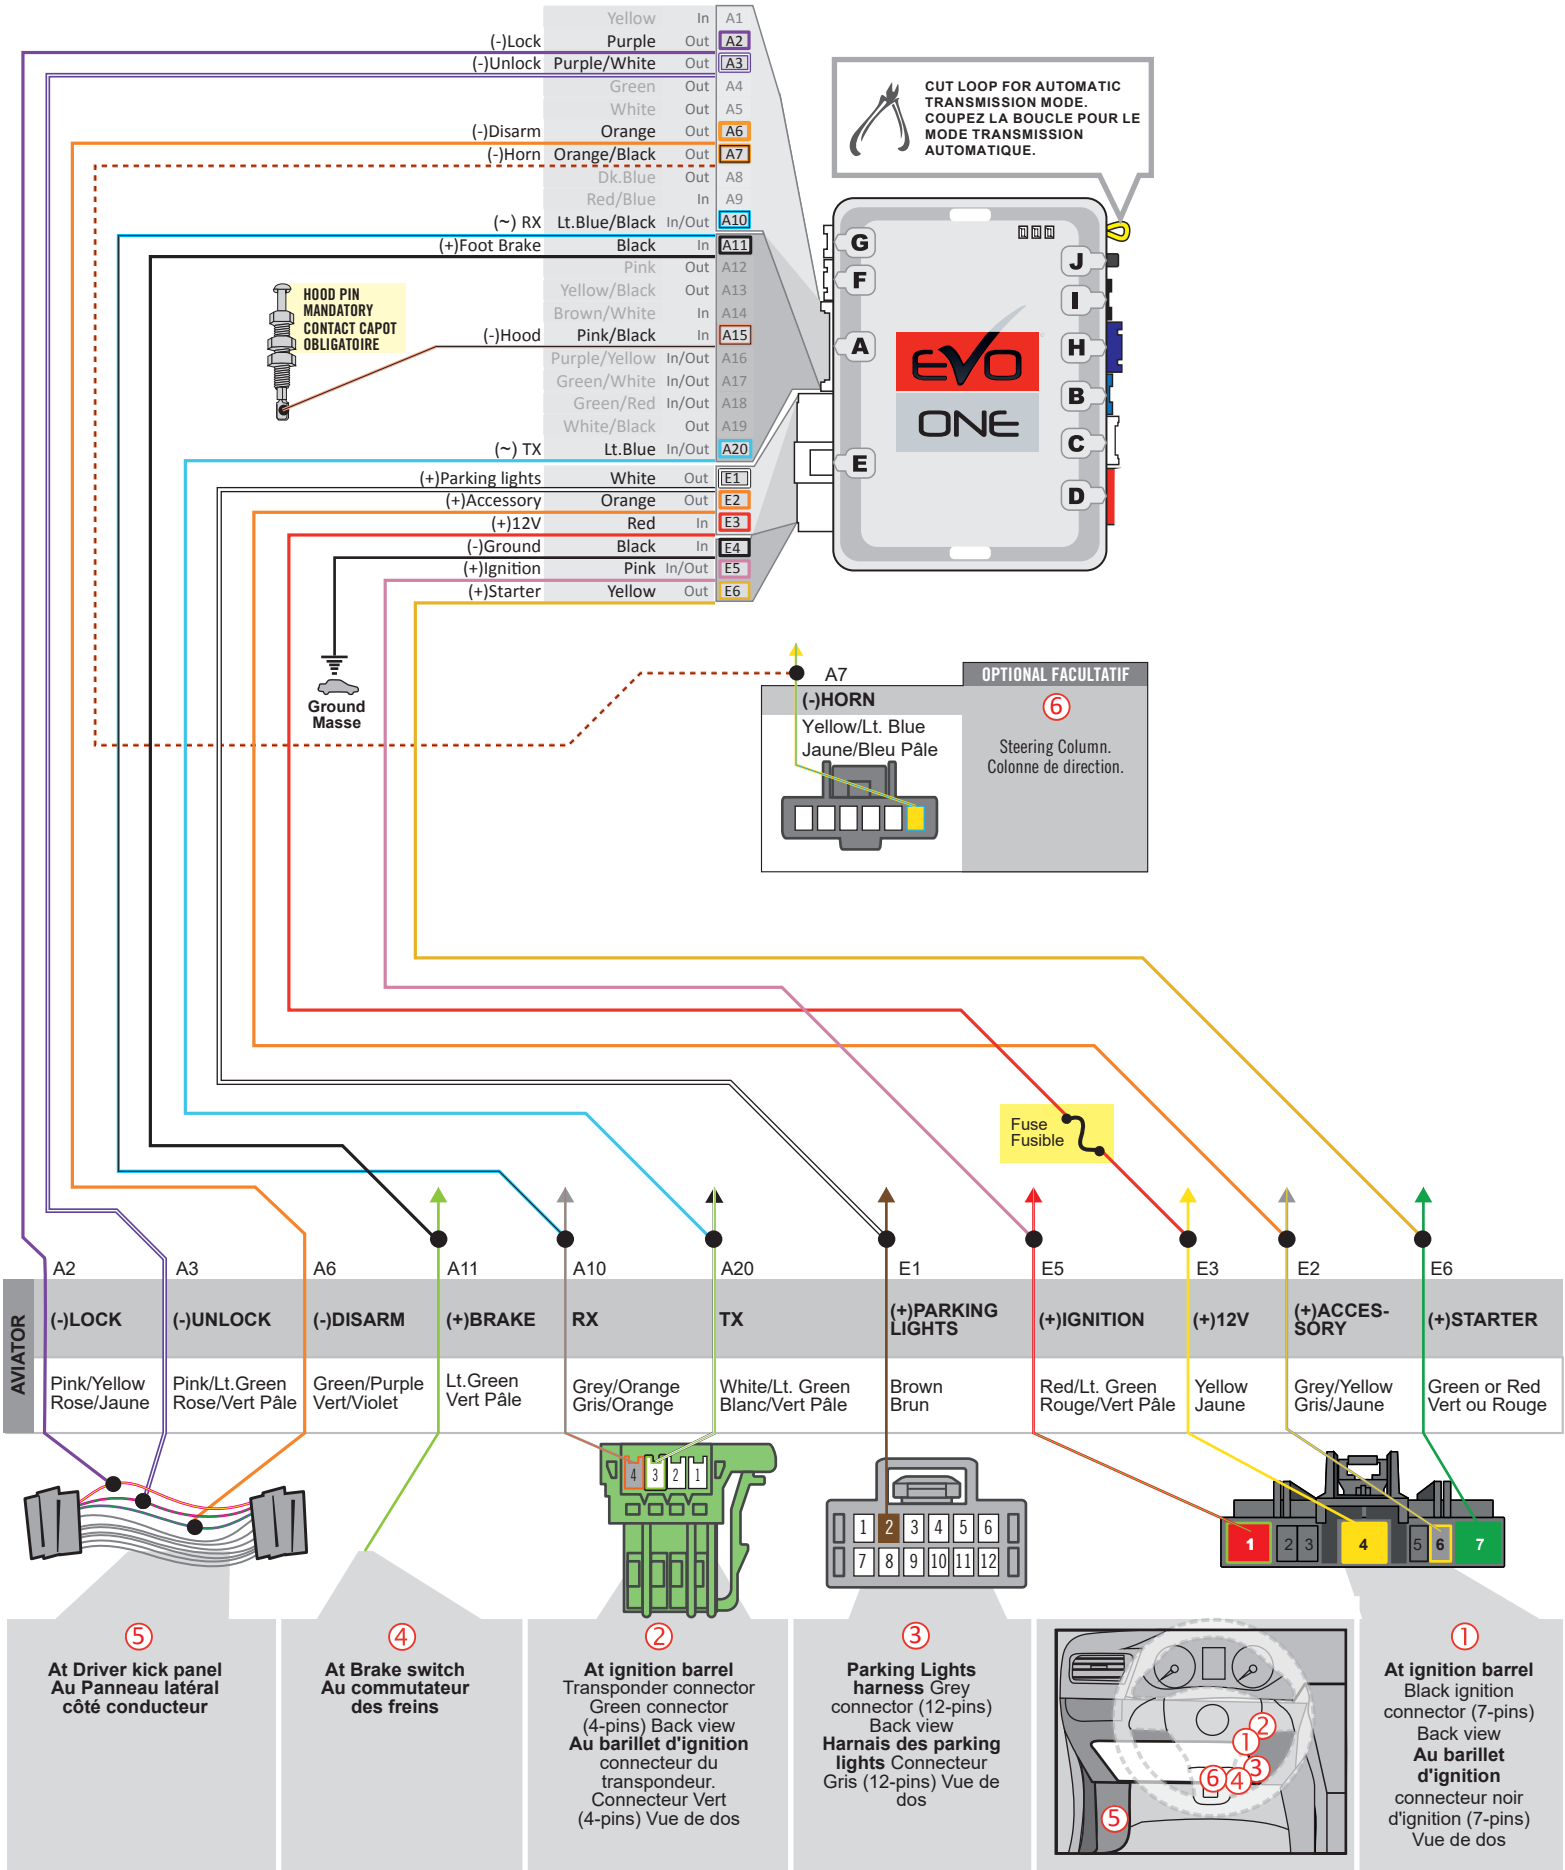 Yellow In A1
(-)Lock Purple Out A2
(-)Unlock Purple/White Out A3
Green Out A4
White Out A5
(-)Disarm Orange Out A6
(-)Horn Orange/Black Out A7
Dk.Blue Out A8
Red/Blue In A9
(~) RX Lt.Blue/Black In/Out A10
(+)Foot Brake Black In A11
Pink Out A12
Yellow/Black Out A13
Brown/White In A14
(-)Hood Pink/Black In A15
Purple/Yellow In/Out A16
Green/White In/Out A17
Green/Red In/Out A18
White/Black Out A19
(~) TX Lt.Blue In/Out A20
(+)Parking lights White Out E1
(+)Accessory Orange Out E2
(+)12V Red In E3
(-)Ground Black In E4
(+)Ignition Pink In/Out E5
(+)Starter Yellow Out E6
HOOD PIN
MANDATORY
CONTACT CAPOT
OBLIGATOIRE
CUT LOOP FOR AUTOMATIC
TRANSMISSION MODE.
COUPEZ LA BOUCLE POUR LE
MODE TRANSMISSION
AUTOMATIQUE.
G
F
A
E
J
I
H
B
C
D
EVO
ONE
Ground
Masse
A7
(-)HORN
Yellow/Lt. Blue
Jaune/Bleu Pâle
OPTIONAL FACULTATIF
6
Steering Column.
Colonne de direction.
Fuse
Fusible
A2 A3 A6 A11 A10 A20 E1 E5 E3 E2 E6
AVIATOR
(-)LOCK (-)UNLOCK (-)DISARM (+)BRAKE RX TX (+)PARKING LIGHTS (+)IGNITION (+)12V (+)ACCES-SORY (+)STARTER
Pink/Yellow
Rose/Jaune
Pink/Lt.Green
Rose/Vert Pâle
Green/Purple
Vert/Violet
Lt.Green
Vert Pâle
Grey/Orange
Gris/Orange
White/Lt. Green
Blanc/Vert Pâle
Brown
Brun
Red/Lt. Green
Rouge/Vert Pâle
Yellow
Jaune
Grey/Yellow
Gris/Jaune
Green or Red
Vert ou Rouge
4 3 2 1
1 2 3 4 5 6
7 8 9 10 11 12
1 2 3 4 5 6 7
5
At Driver kick panel
Au Panneau latéral
côté conducteur
4
At Brake switch
Au commutateur
des freins
2
At ignition barrel
Transponder connector
Green connector
(4-pins) Back view
Au barillet d'ignition
connecteur du
transpondeur.
Connecteur Vert
(4-pins) Vue de dos
3
Parking Lights
harness Grey
connector (12-pins)
Back view
Harnais des parking
lights Connecteur
Gris (12-pins) Vue de
dos
2
1
3
6 4
5
1
At ignition barrel
Black ignition
connector (7-pins)
Back view
Au barillet
d'ignition
connecteur noir
d'ignition (7-pins)
Vue de dos